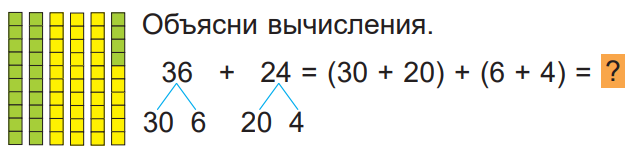 Объясни вычисления.
36 + 24 = (30 + 20) + (6 + 4) = ?
30 6 20 4